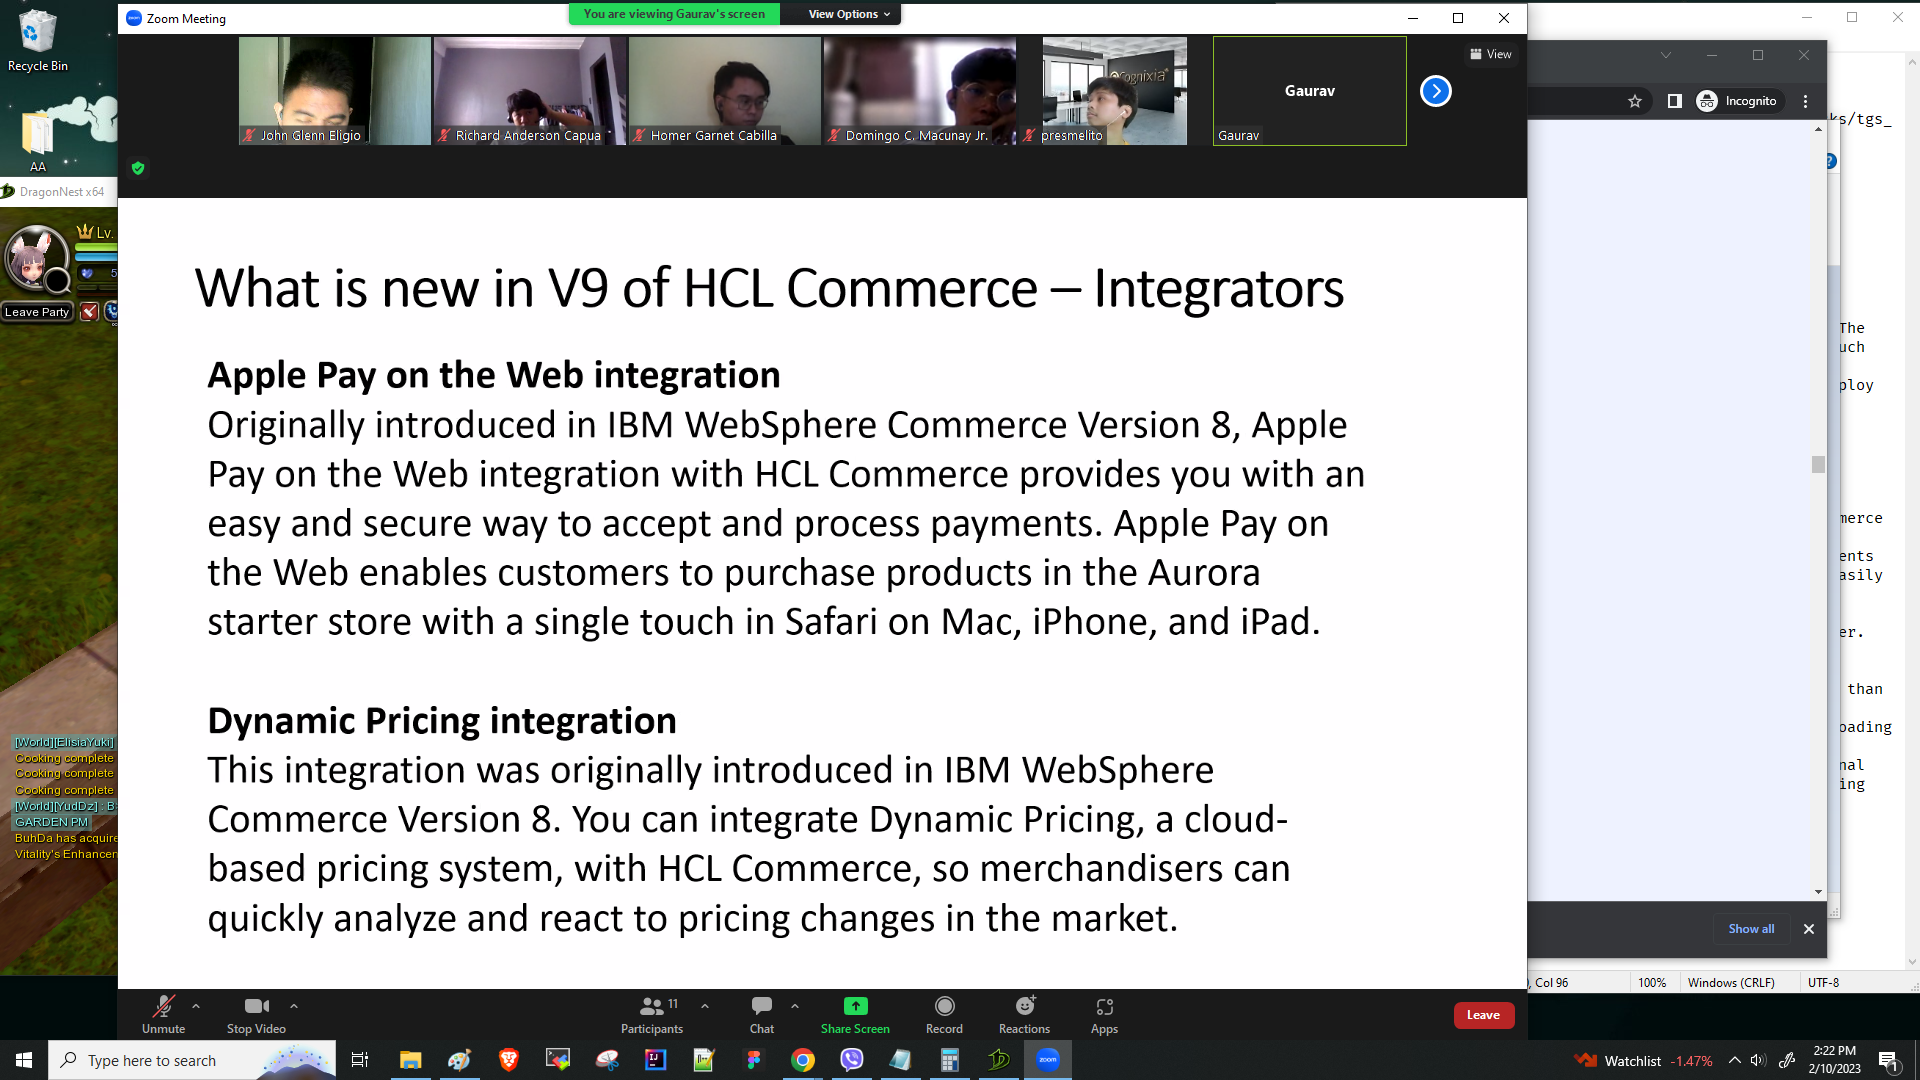 Recycle Bin
AA
DragonNest x64
Lv.
5
Leave Party
[World][ElisiaYuki]
Cooking complete
Cooking complete
Cooking complete
[World][YudDz] : B
GARDEN PM
BuhDa has acquire
Vitality's Enhancen
Zoom Meeting
You are viewing Gaurav's screen
View Options
John Glenn Eligio
Richard Anderson Capua
Homer Garnet Cabilla
Domingo C. Macunay Jr.
Cognixia
presmelito
Gaurav
Gaurav
View
What is new in V9 of HCL Commerce – Integrators
Apple Pay on the Web integration
Originally introduced in IBM WebSphere Commerce Version 8, Apple
Pay on the Web integration with HCL Commerce provides you with an
easy and secure way to accept and process payments. Apple Pay on
the Web enables customers to purchase products in the Aurora
starter store with a single touch in Safari on Mac, iPhone, and iPad.
Dynamic Pricing integration
This integration was originally introduced in IBM WebSphere
Commerce Version 8. You can integrate Dynamic Pricing, a cloud-
based pricing system, with HCL Commerce, so merchandisers can
quickly analyze and react to pricing changes in the market.
Unmute
Stop Video
Participants
11
Chat
Share Screen
Record
Reactions
Apps
Leave
Incognito
ks/tgs_
The
uch
ploy
merce
ents
asily
er.
than
oading
nal
ing
Show all
, Col 96
100%
Windows (CRLF)
UTF-8
Type here to search
zoom
Watchlist -1.47%
2:22 PM
2/10/2023
1